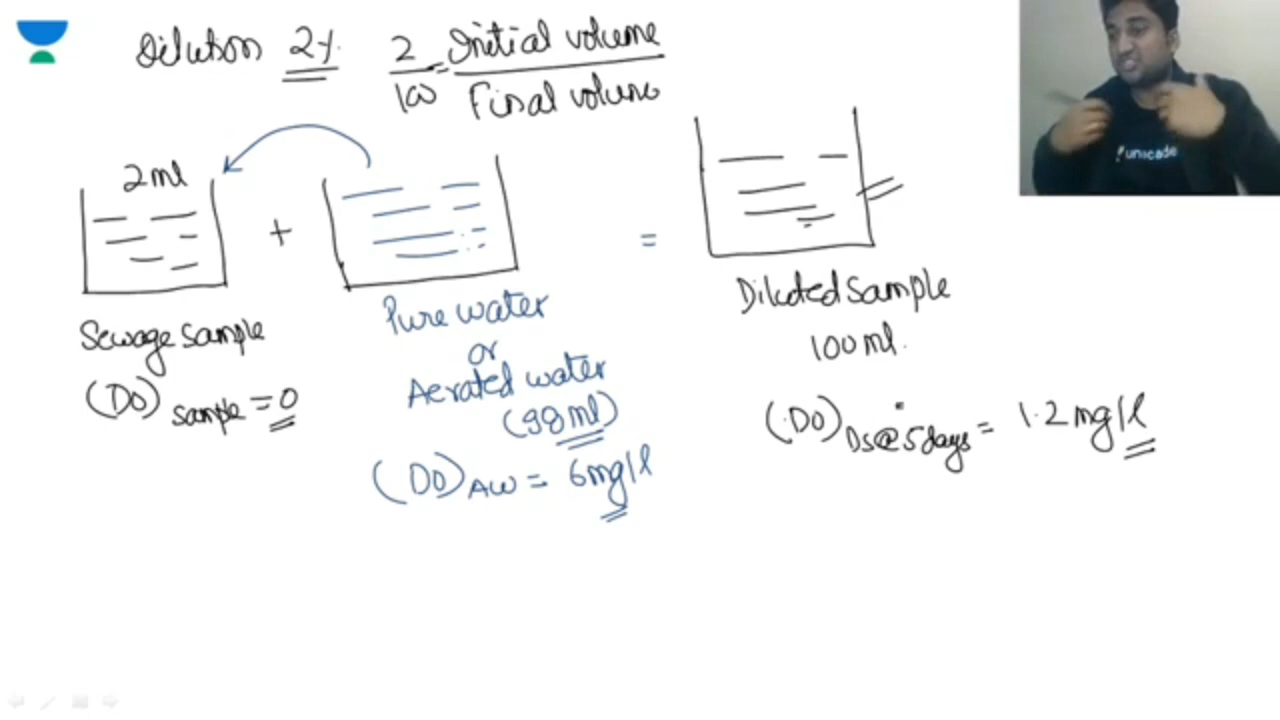 Dilution 2%. 2/100 = Initial volume/Final volume
2ml
+
=
Sewage sample
(DO) sample = 0
Pure water
or
Aerated water
(98ml)
(DO) AW = 6mg/l
Diluted sample
100ml.
(DO) DS@5days = 1.2mg/l
unacade